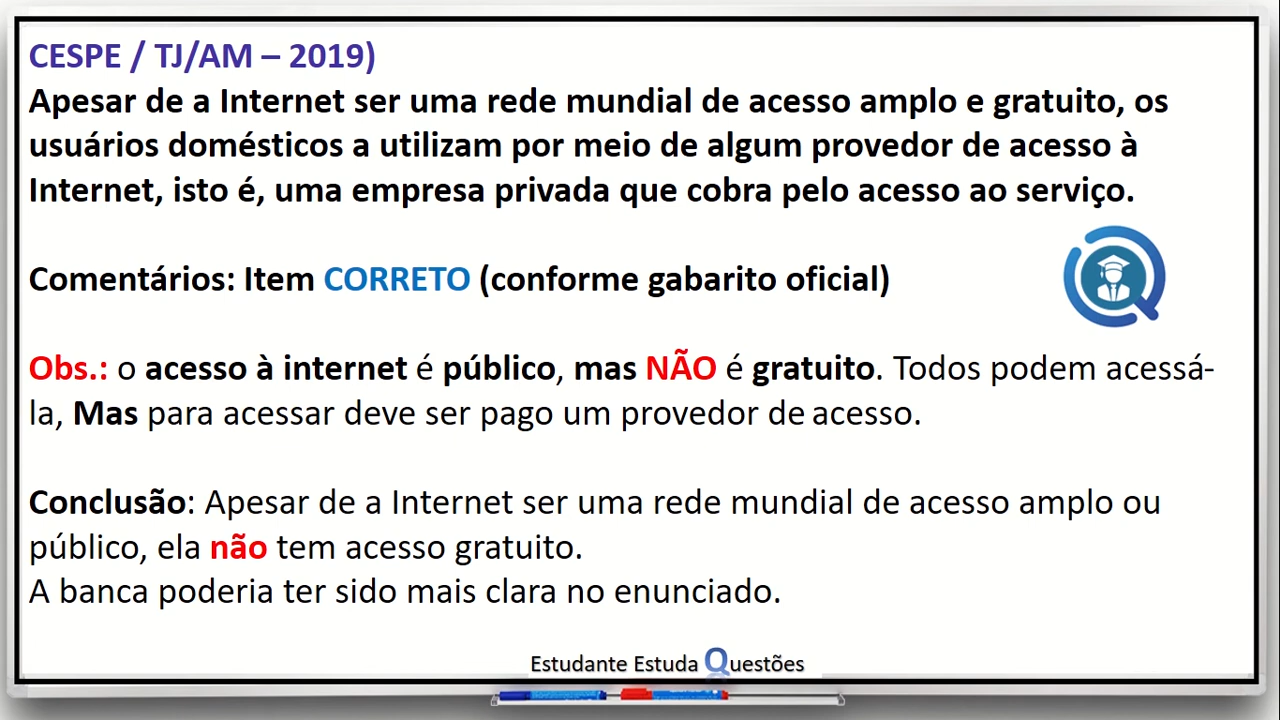 CESPE / TJ/AM – 2019)
Apesar de a Internet ser uma rede mundial de acesso amplo e gratuito, os
usuários domésticos a utilizam por meio de algum provedor de acesso à
Internet, isto é, uma empresa privada que cobra pelo acesso ao serviço.
Comentários: Item CORRETO (conforme gabarito oficial)
Obs.: o acesso à internet é público, mas NÃO é gratuito. Todos podem acessá-
la, Mas para acessar deve ser pago um provedor de acesso.
Conclusão: Apesar de a Internet ser uma rede mundial de acesso amplo ou
público, ela não tem acesso gratuito.
A banca poderia ter sido mais clara no enunciado.
Estudante Estuda Questões